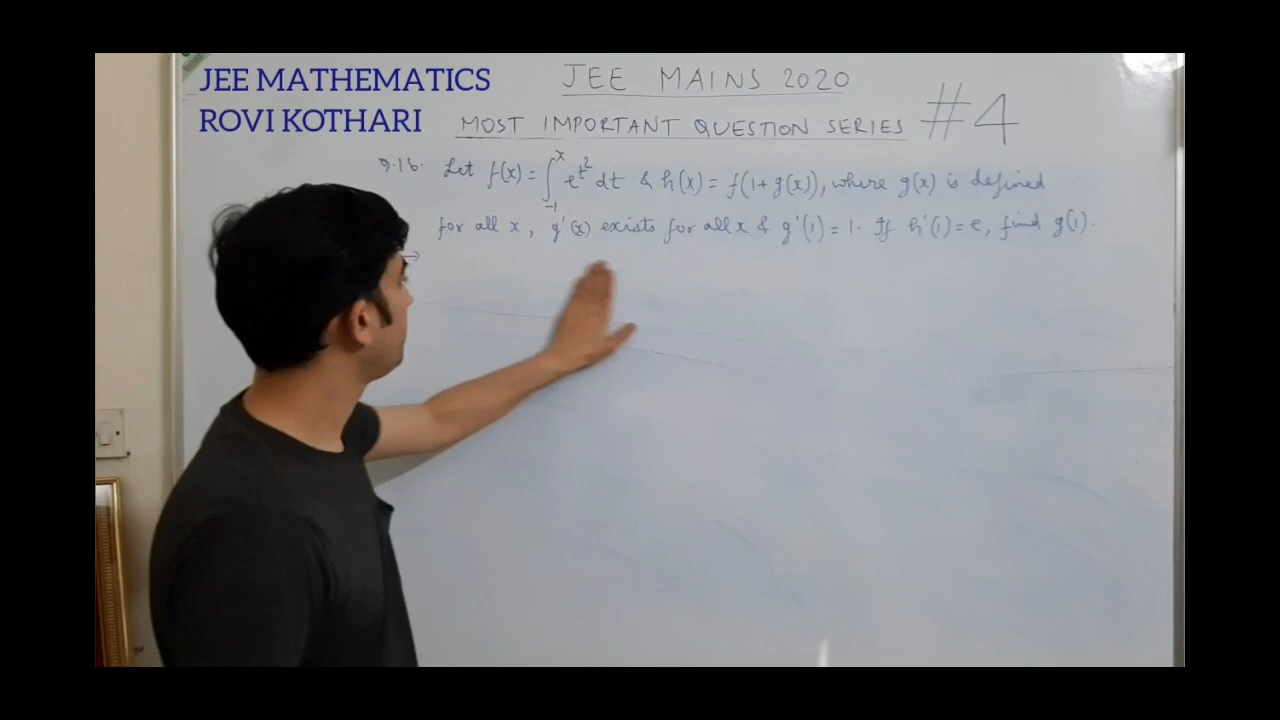 JEE MATHEMATICS
ROVI KOTHARI
JEE MAINS 2020
MOST IMPORTANT QUESTION SERIES #4
Q.16. Let f(x) = ∫₋₁ˣ e^{t²} dt & h(x) = f(1+g(x)), where g(x) is defined
for all x, g'(x) exists for all x & g'(1) = 1. If h'(1) = e, find g(1).
→